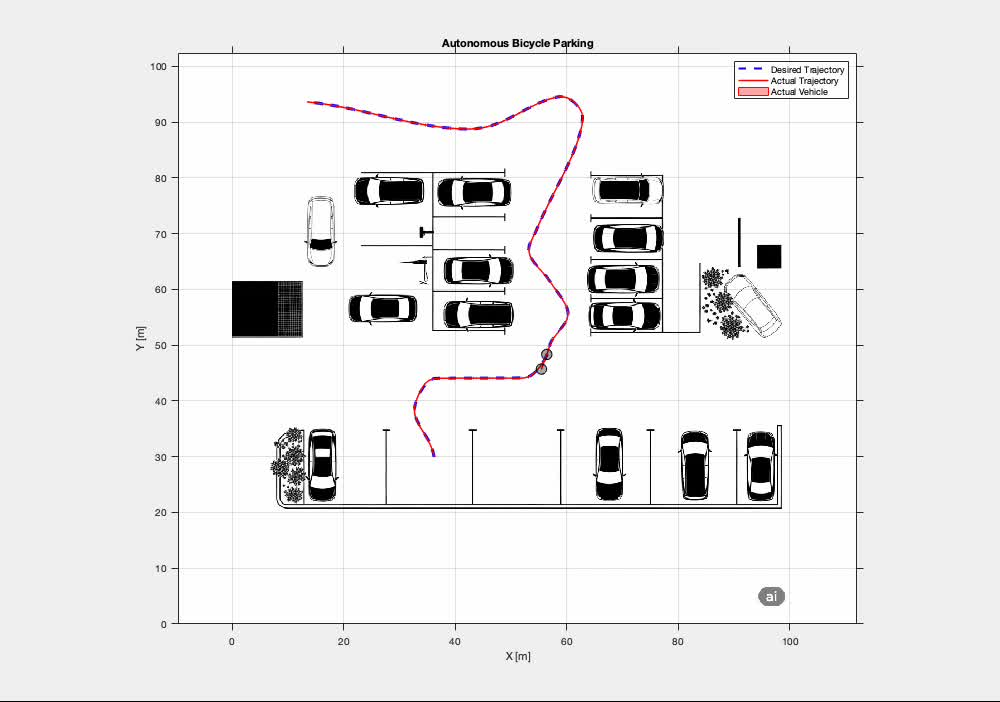 Autonomous Bicycle Parking
Desired Trajectory
Actual Trajectory
Actual Vehicle
100
90
80
70
60
50
40
30
20
10
0
Y [m]
0
20
40
60
80
100
X [m]
ai